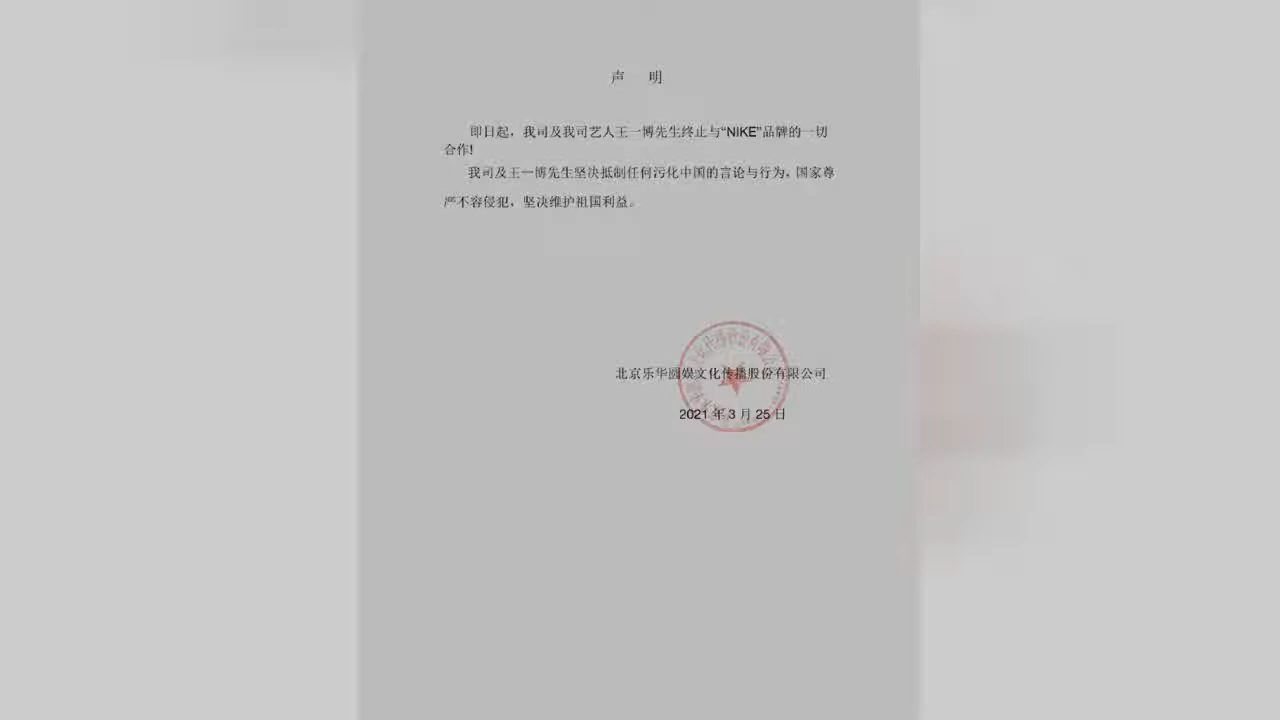 声 明
即日起，我司及我司艺人王一博先生终止与“NIKE”品牌的一切
合作！
我司及王一博先生坚决抵制任何污化中国的言论与行为，国家尊
严不容侵犯，坚决维护祖国利益。
北京乐华圆娱文化传播股份有限公司
2021 年 3 月 25 日